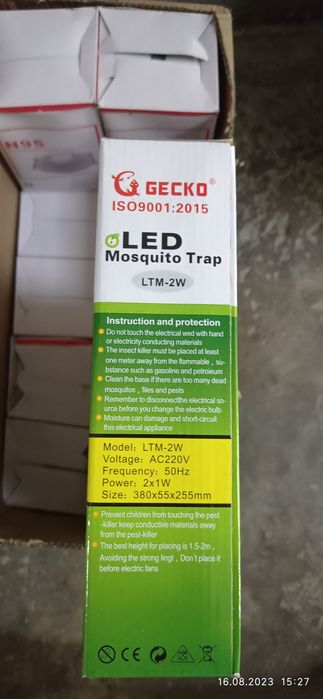 N95
GECKO®
ISO9001:2015
LED
Mosquito Trap
LTM-2W
Instruction and protection
Do not touch the electrical wed with hand
or electricity conducting materials
The insect killer must be placed at least
one meter away from the flammable , su-
bstance such as gasoline and petroieum
Clean the base if there are too many dead
mosquitos , files and pests
Remember to disconnectthe electrical so-
urce before you change the electric bulb
Moisture can damage and short-circuit
this electrical appliance
Model: LTM-2W
Voltage: AC220V
Frequency: 50Hz
Power: 2x1W
Size: 380x55x255mm
Prevent children from touching the pest
-killer keep conductive materials away
from the pest-killer
The best height for placing is 1.5-2m ,
Avoiding the strong lingt , Don't place it
before electric fans
CE
16.08.2023 15:27